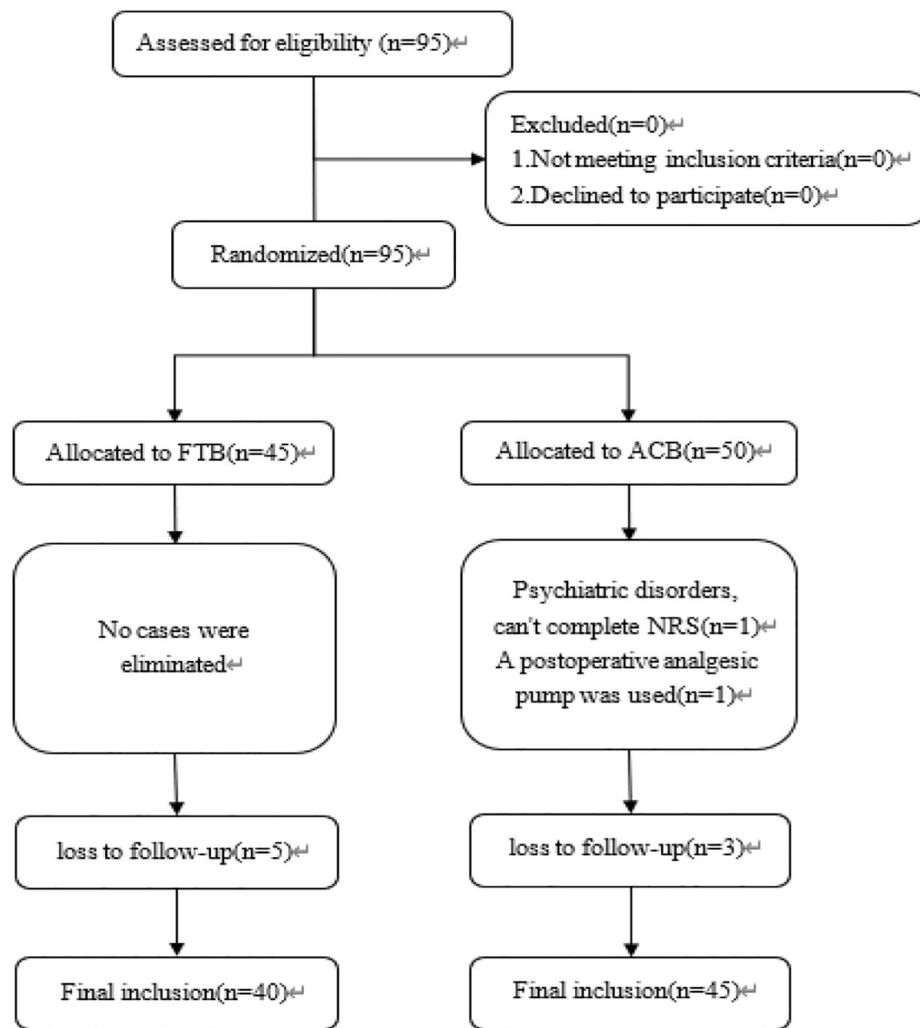 Assessed for eligibility (n=95)↵
Excluded(n=0)↵
1.Not meeting inclusion criteria(n=0)↵
2.Declined to participate(n=0)↵
Randomized(n=95)↵
Allocated to FTB(n=45)↵
Allocated to ACB(n=50)↵
No cases were
eliminated↵
Psychiatric disorders,
can't complete NRS(n=1)↵
A postoperative analgesic
pump was used(n=1)↵
loss to follow-up(n=5)↵
loss to follow-up(n=3)↵
Final inclusion(n=40)↵
Final inclusion(n=45)↵